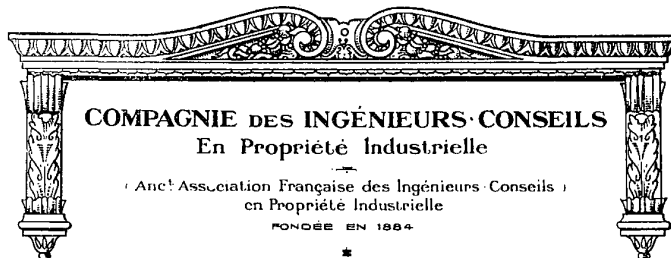 COMPAGNIE DES INGÉNIEURS-CONSEILS
En Propriété Industrielle
(Anct Association Française des Ingénieurs-Conseils)
en Propriété Industrielle
FONDÉE EN 1884